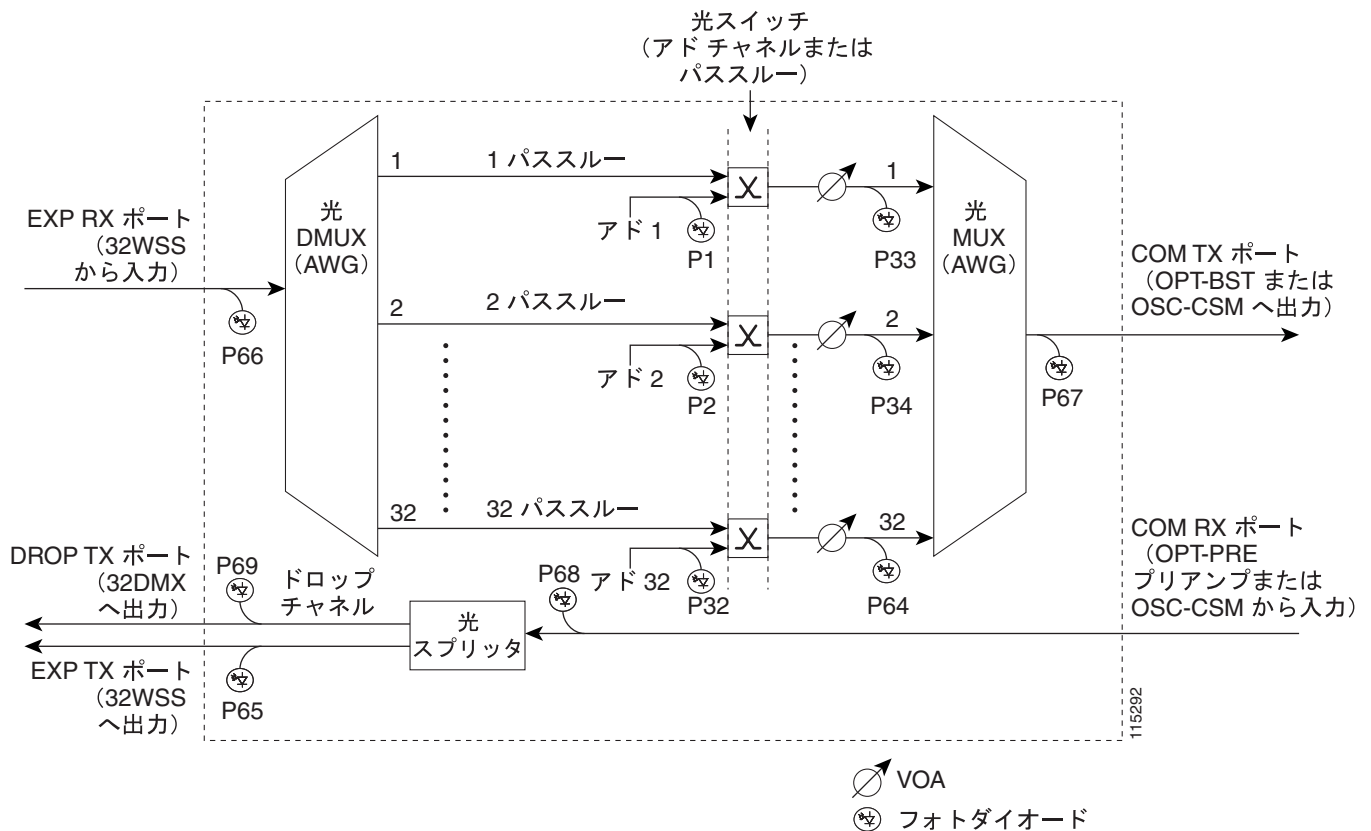 光スイッチ
（アド チャネルまたは
パススルー）
1
1 パススルー
1
光
DMUX
（AWG）
光
MUX
（AWG）
EXP RX ポート
（32WSS
から入力）
アド 1
P1
P33
COM TX ポート
（OPT-BST または
OSC-CSM へ出力）
2
2 パススルー
2
P66
アド 2
P2
P34
P67
32
32 パススルー
32
COM RX ポート
（OPT-PRE
プリアンプまたは
OSC-CSM から入力）
DROP TX ポート
（32DMX
へ出力）
P69
ドロップ
チャネル
アド 32
P68
P32
P64
光
スプリッタ
EXP TX ポート
（32WSS
へ出力）
P65
115292
VOA
フォトダイオード